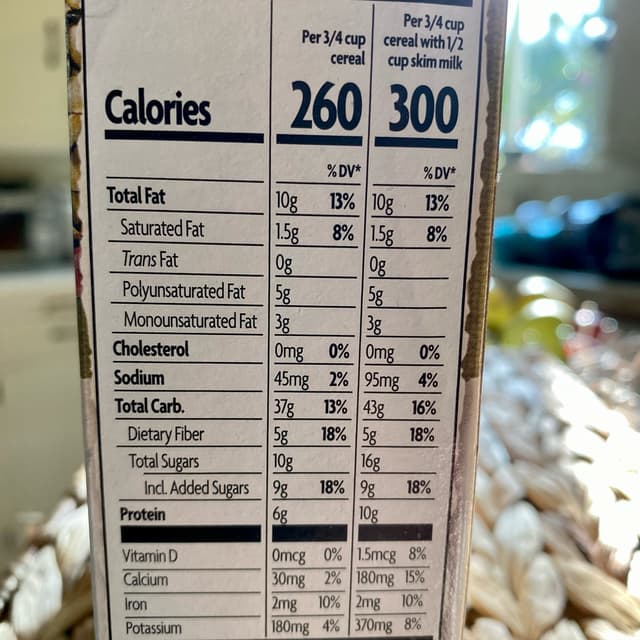 Per 3/4 cup cereal
Per 3/4 cup cereal with 1/2 cup skim milk
Calories 260 300
% DV* % DV*
Total Fat 10g 13% 10g 13%
Saturated Fat 1.5g 8% 1.5g 8%
Trans Fat 0g 0g
Polyunsaturated Fat 5g 5g
Monounsaturated Fat 3g 3g
Cholesterol 0mg 0% 0mg 0%
Sodium 45mg 2% 95mg 4%
Total Carb. 37g 13% 43g 16%
Dietary Fiber 5g 18% 5g 18%
Total Sugars 10g 16g
Incl. Added Sugars 9g 18% 9g 18%
Protein 6g 10g
Vitamin D 0mcg 0% 1.5mcg 8%
Calcium 30mg 2% 180mg 15%
Iron 2mg 10% 2mg 10%
Potassium 180mg 4% 370mg 8%